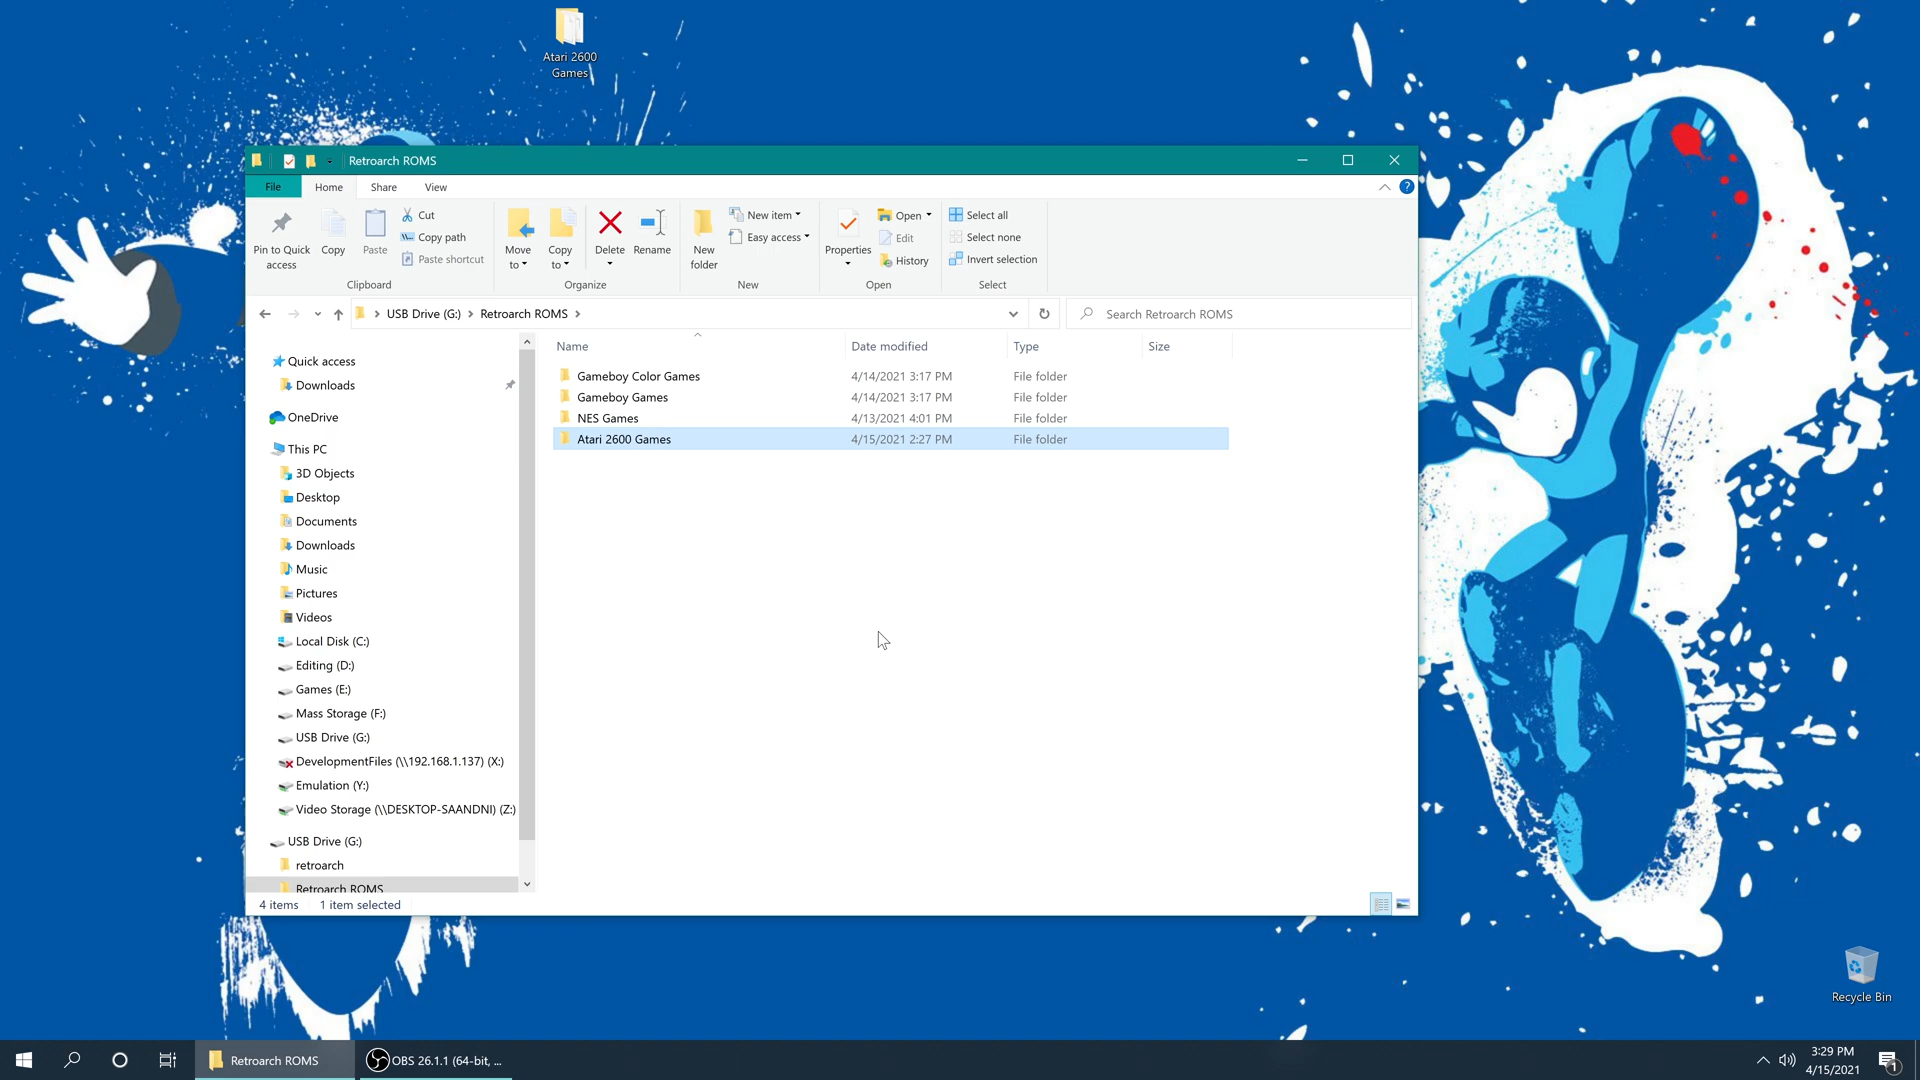 Atari 2600
Games
Retroarch ROMS
File
Home
Share
View
?
Pin to Quick
access
Copy
Paste
Cut
Copy path
Paste shortcut
Clipboard
Move
to
Copy
to
Delete
Rename
Organize
New
folder
New item
Easy access
New
Properties
Open
Edit
History
Open
Select all
Select none
Invert selection
Select
USB Drive (G:)
Retroarch ROMS
Search Retroarch ROMS
Quick access
Downloads
OneDrive
This PC
3D Objects
Desktop
Documents
Downloads
Music
Pictures
Videos
Local Disk (C:)
Editing (D:)
Games (E:)
Mass Storage (F:)
USB Drive (G:)
DevelopmentFiles (\\192.168.1.137) (X:)
Emulation (Y:)
Video Storage (\\DESKTOP-SAANDNI) (Z:)
USB Drive (G:)
retroarch
Retroarch ROMS
Name Date modified Type Size
Gameboy Color Games 4/14/2021 3:17 PM File folder
Gameboy Games 4/14/2021 3:17 PM File folder
NES Games 4/13/2021 4:01 PM File folder
Atari 2600 Games 4/15/2021 2:27 PM File folder
4 items 1 item selected
Recycle Bin
Retroarch ROMS
OBS 26.1.1 (64-bit, ...
3:29 PM
4/15/2021
1